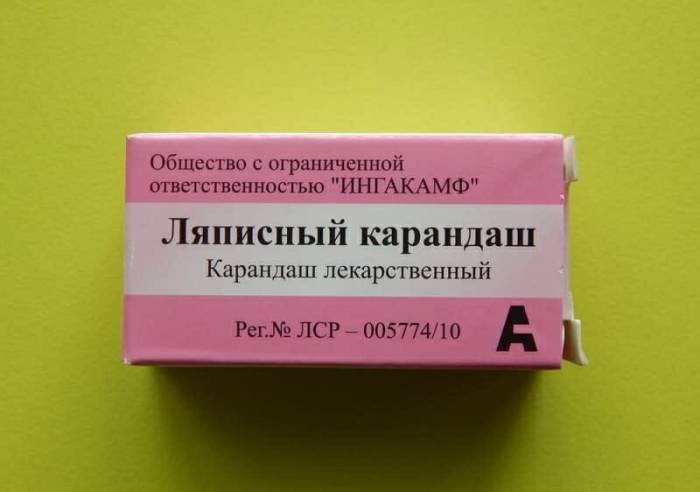 Общество с ограниченной
ответственностью "ИНГАКАМФ"
Ляписный карандаш
Карандаш лекарственный
Рег.№ ЛСР – 005774/10